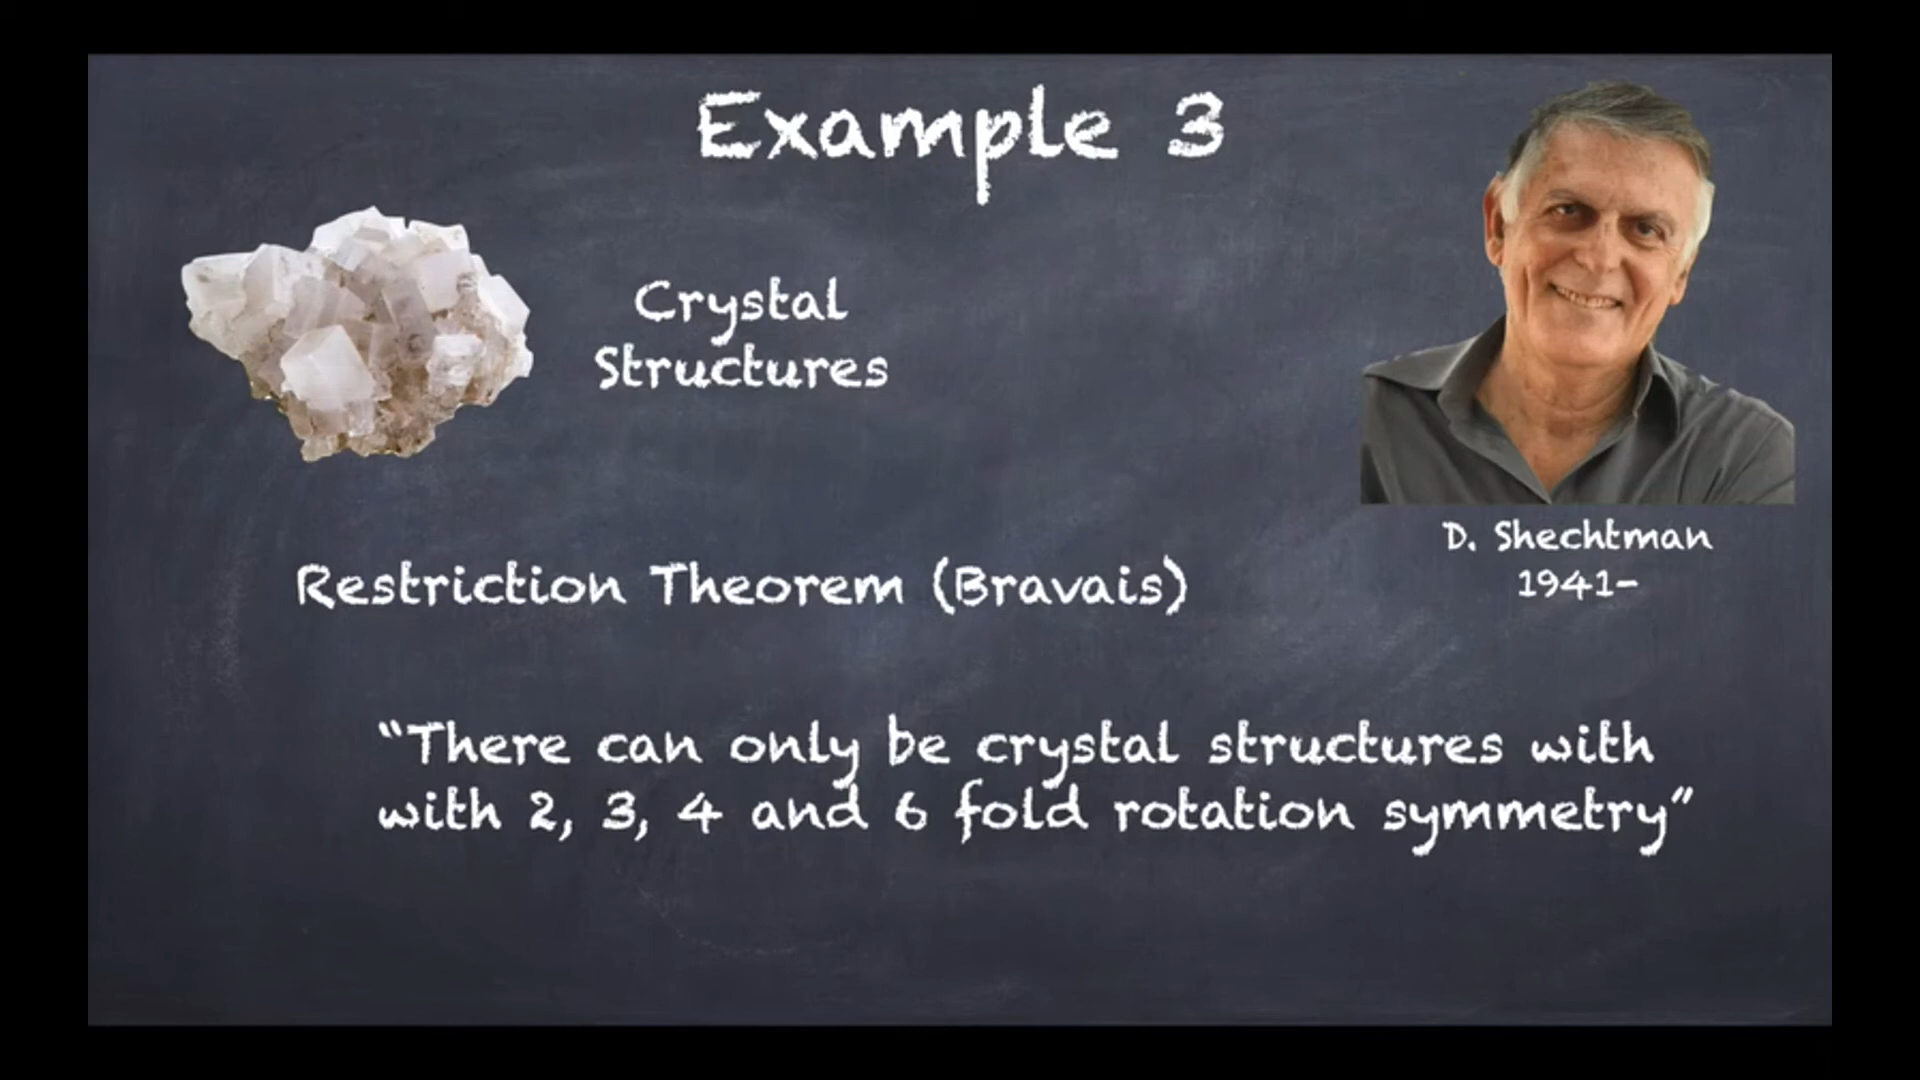 Example 3
Crystal
Structures
D. Shechtman
1941-
Restriction Theorem (Bravais)
“There can only be crystal structures with
with 2, 3, 4 and 6 fold rotation symmetry”